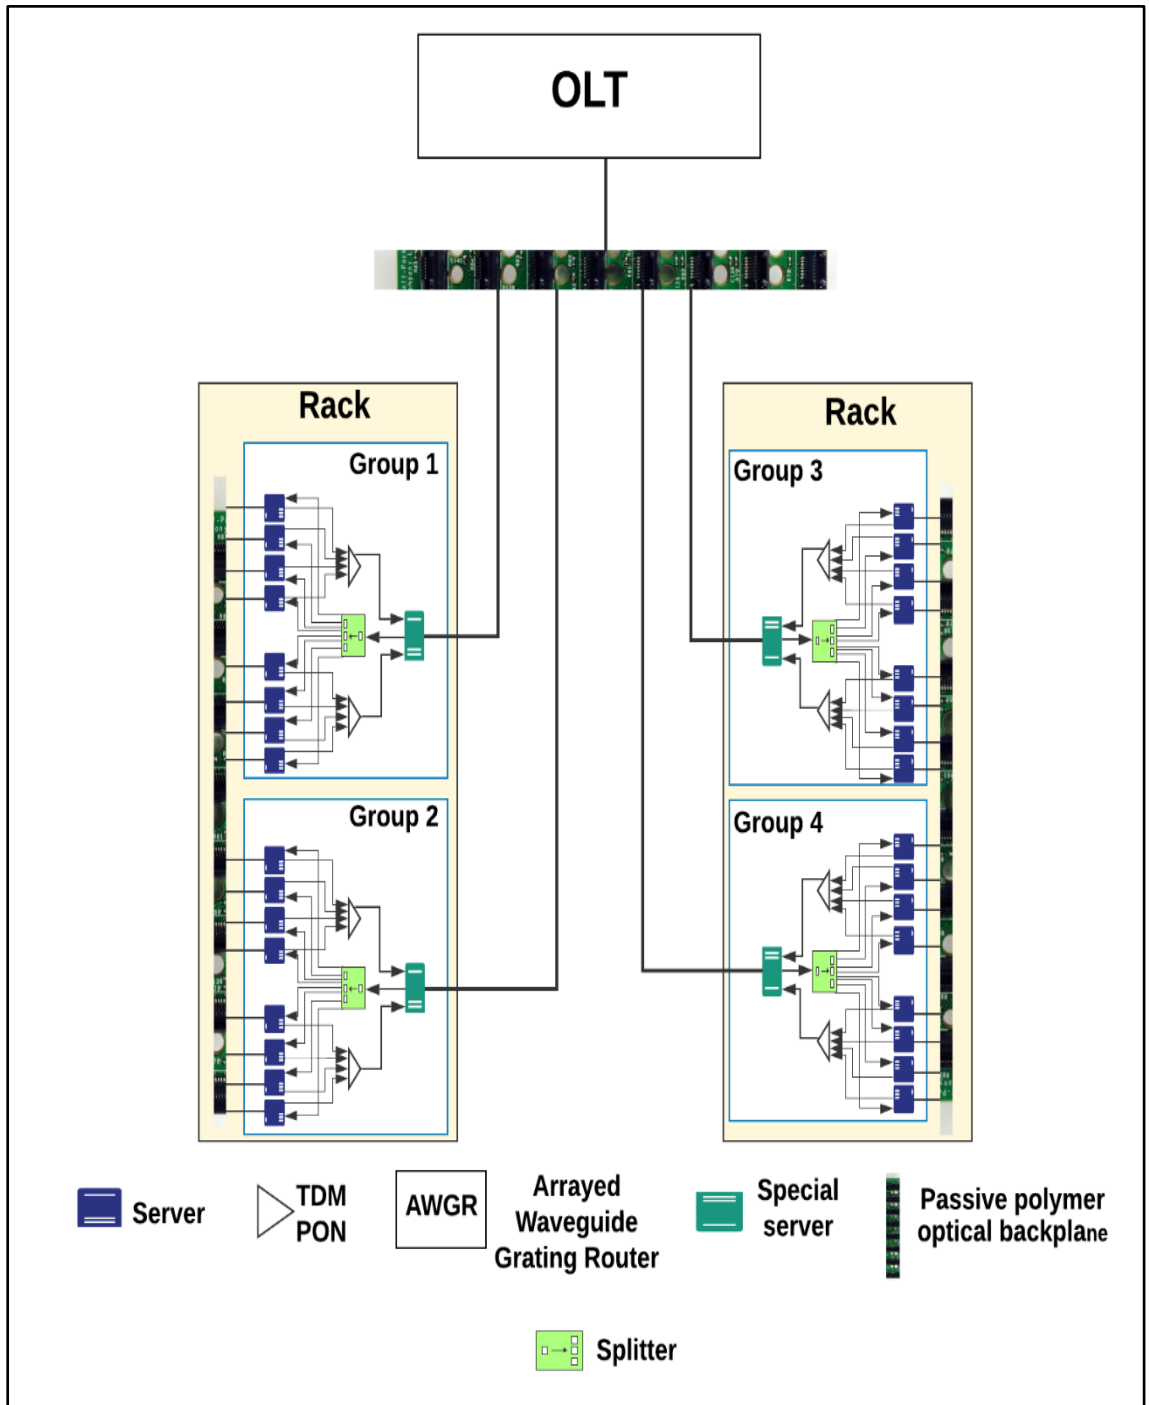 OLT
Rack
Rack
Group 1
Group 3
Group 2
Group 4
Server
TDM
PON
AWGR
Arrayed
Waveguide
Grating Router
Special
server
Passive polymer
optical backplane
Splitter